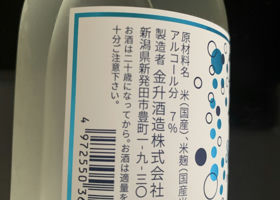 原材料名　米（国産）、米麹（国産米
アルコール分　7％
製造者　金升酒造株式会社
新潟県新発田市豊町一-九-三〇
お酒は二十歳になってから。お酒は適量を
十分ご注意下さい。
4 972550 3